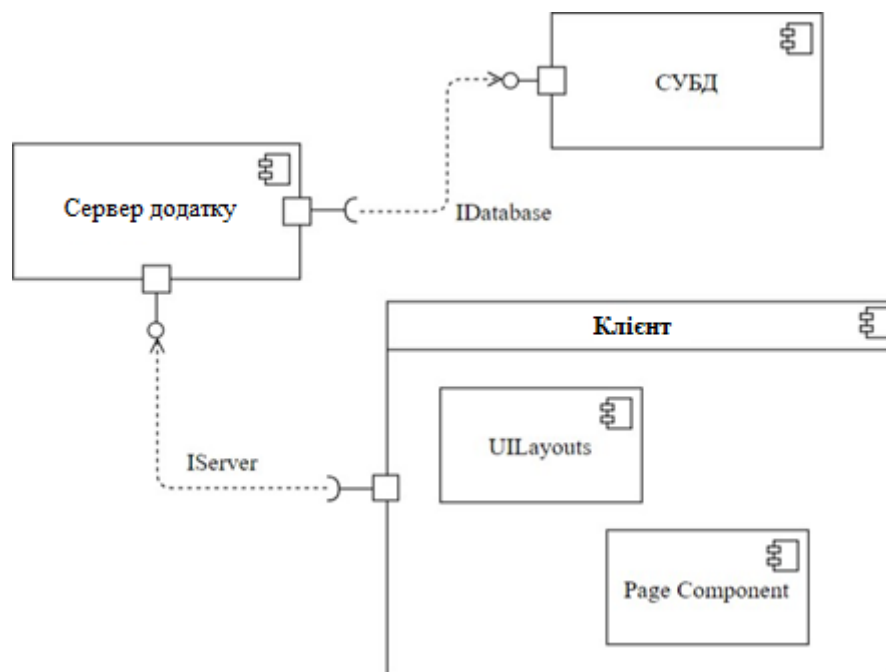 СУБД
Сервер додатку
IDatabase
Клієнт
UILayouts
IServer
Page Component